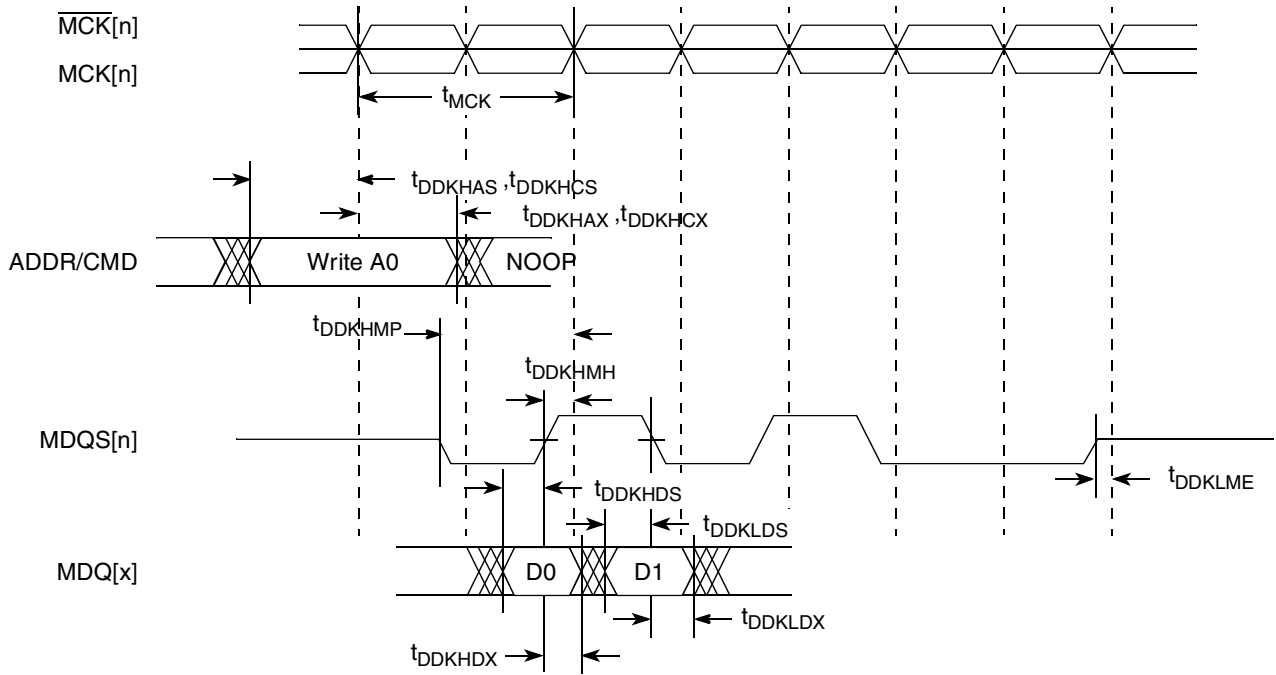 MCK[n]
MCK[n]
tMCK
tDDKHAS ,tDDKHCS
tDDKHAX ,tDDKHCX
ADDR/CMD Write A0 NOOP
tDDKHMP
tDDKHMH
MDQS[n]
tDDKLME
tDDKHDS
tDDKLDS
MDQ[x] D0 D1
tDDKLDX
tDDKHDX